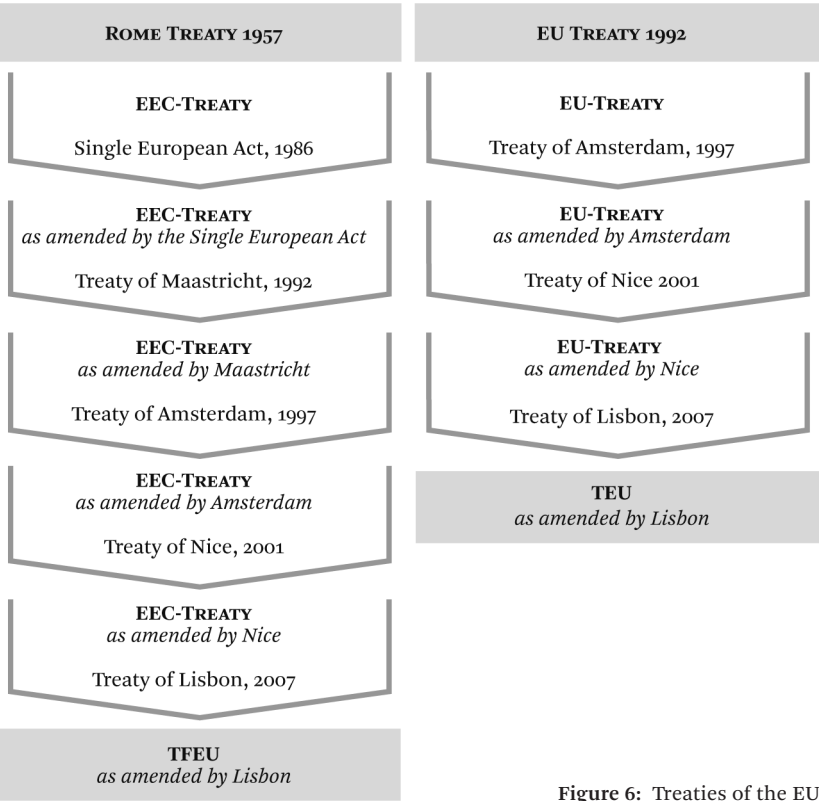 ROME TREATY 1957
EEC-TREATY
Single European Act, 1986
EEC-TREATY
as amended by the Single European Act
Treaty of Maastricht, 1992
EEC-TREATY
as amended by Maastricht
Treaty of Amsterdam, 1997
EEC-TREATY
as amended by Amsterdam
Treaty of Nice, 2001
EEC-TREATY
as amended by Nice
Treaty of Lisbon, 2007
TFEU
as amended by Lisbon
EU TREATY 1992
EU-TREATY
Treaty of Amsterdam, 1997
EU-TREATY
as amended by Amsterdam
Treaty of Nice 2001
EU-TREATY
as amended by Nice
Treaty of Lisbon, 2007
TEU
as amended by Lisbon
Figure 6: Treaties of the EU